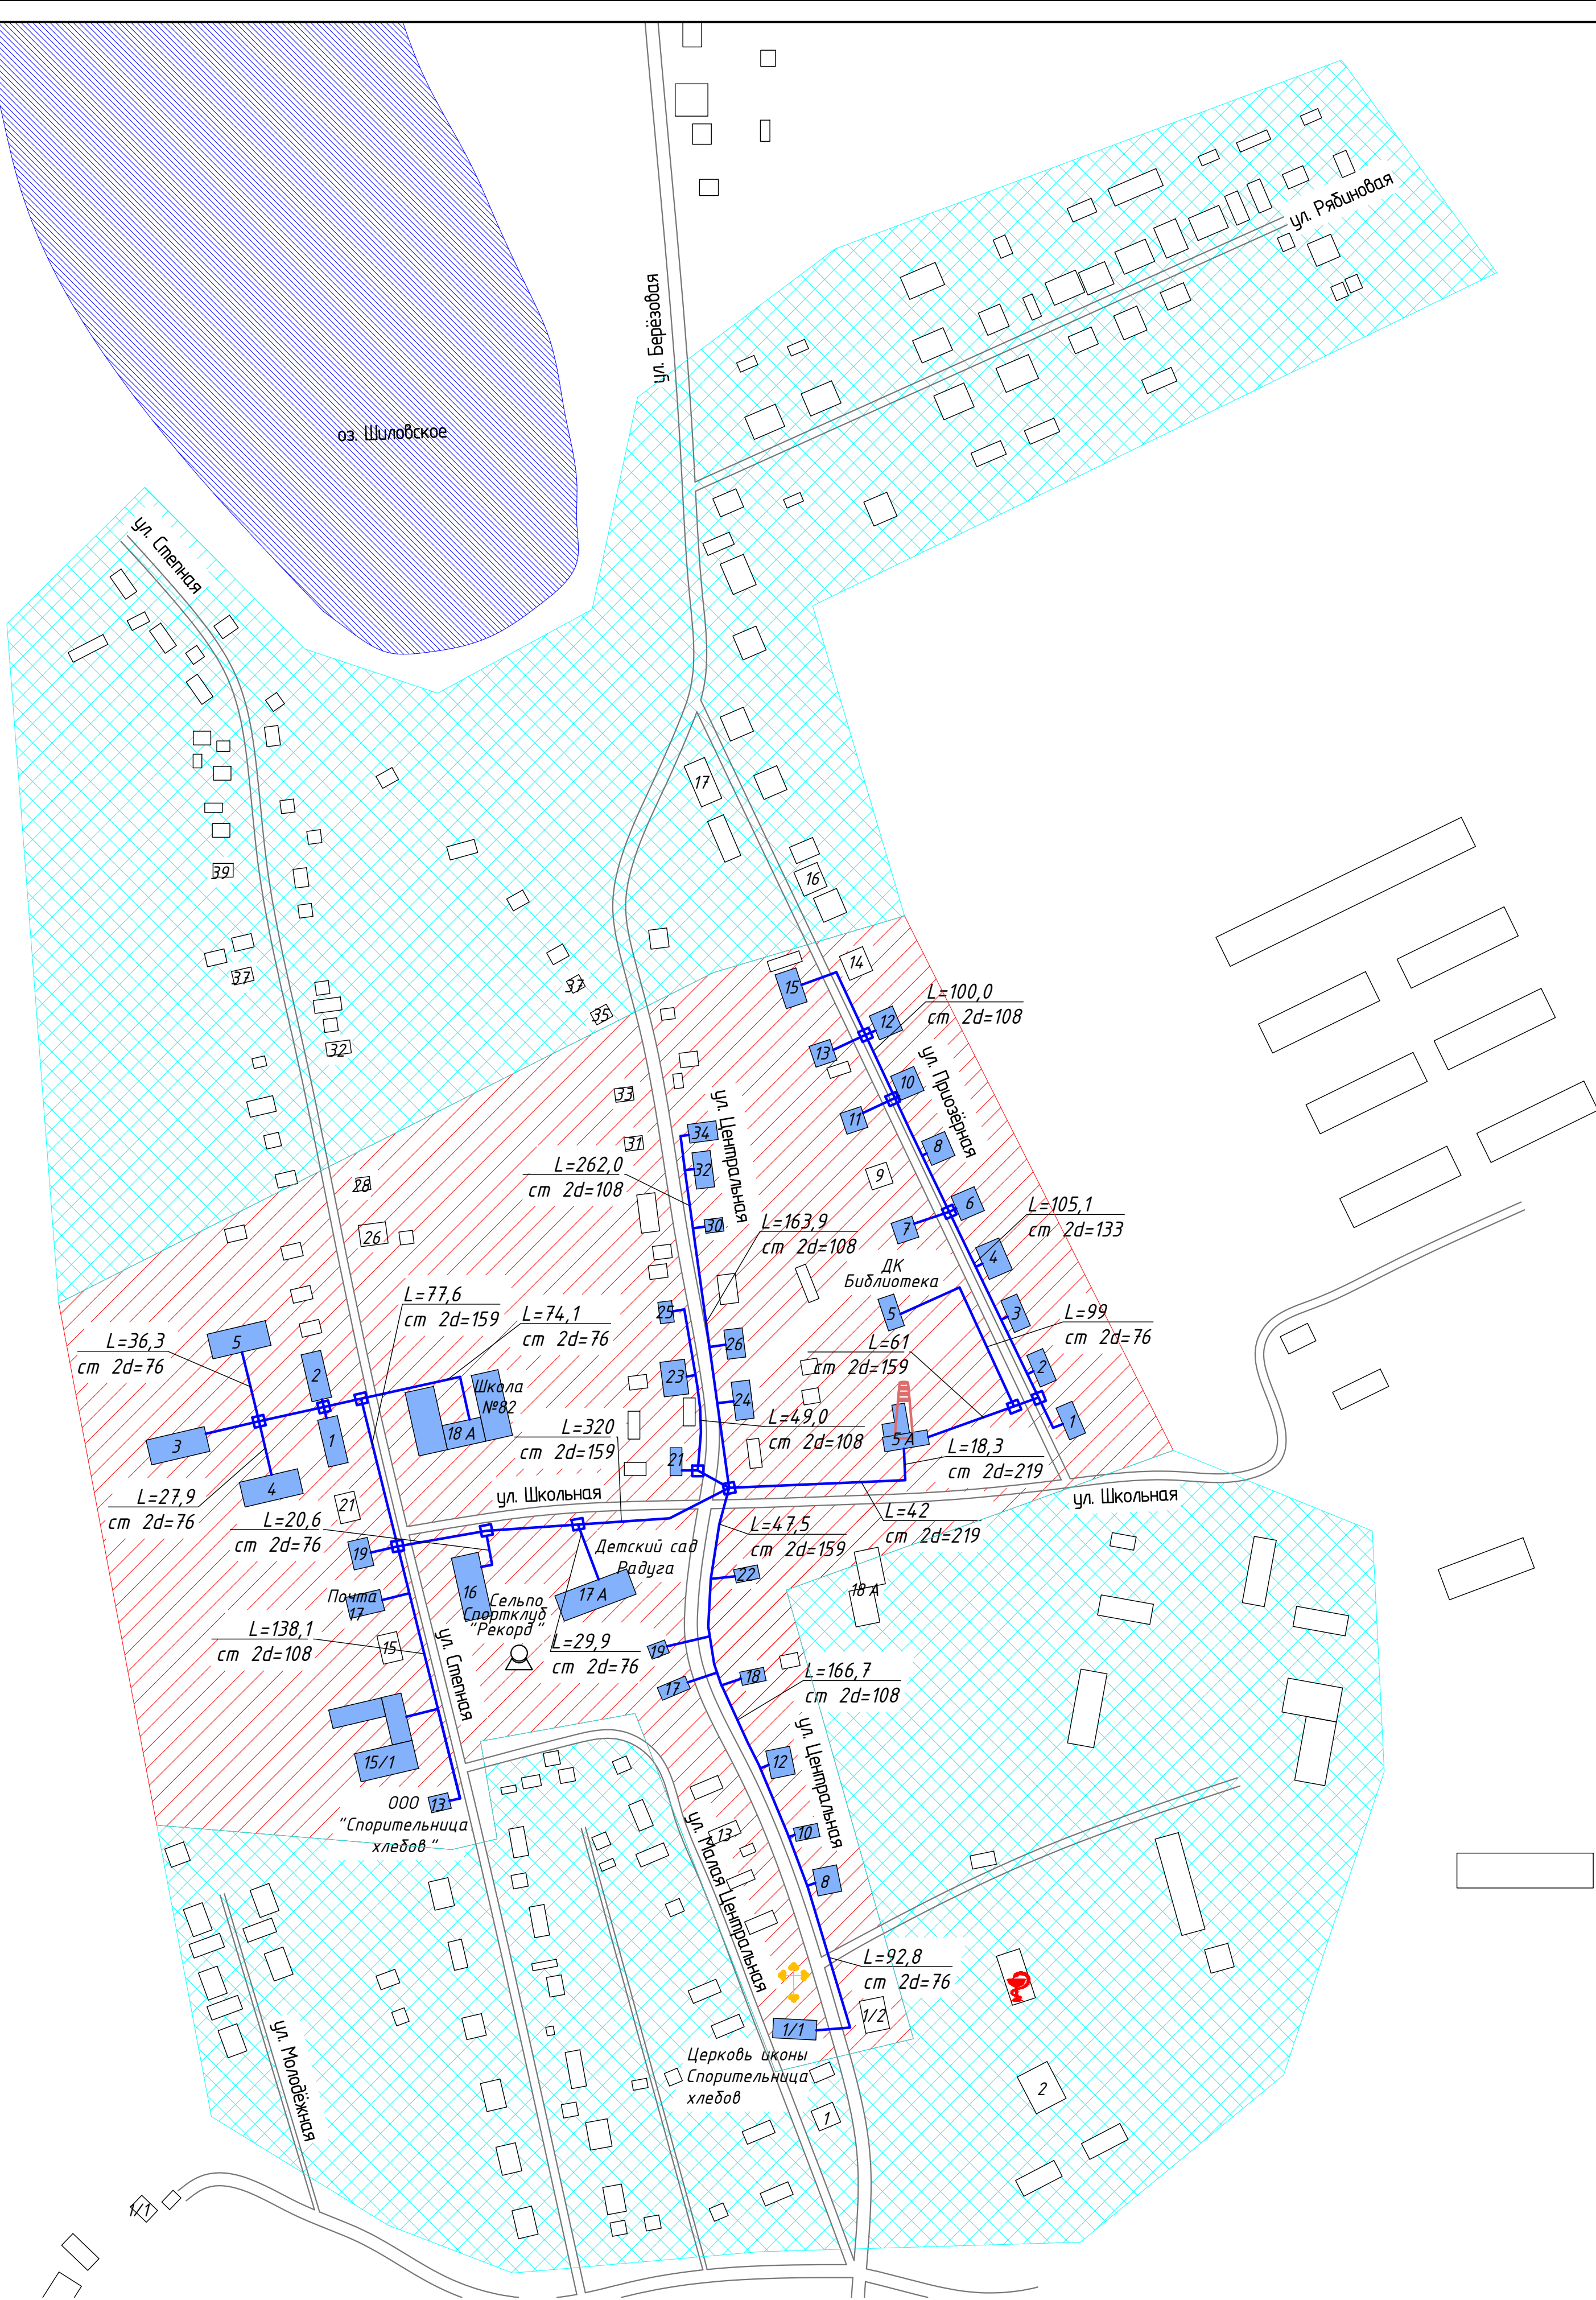 ул. Рябиновая
ул. Берёзовая
оз. Шиловское
ул. Степная
17
16
39
37
32
37
35
14
15
L=100,0
ст 2d=108
12
13
ул. Приозёрная
10
11
33
ул. Центральная
34
31
8
L=262,0
ст 2d=108
32
9
28
6
7
30
L=163,9
ст 2d=108
L=105,1
ст 2d=133
26
4
ДК
Библиотека
L=77,6
ст 2d=159
L=74,1
ст 2d=76
25
5
3
L=99
ст 2d=76
L=36,3
ст 2d=76
5
26
L=61
ст 2d=159
2
2
23
Школа
№82
24
1
L=320
ст 2d=159
L=49,0
ст 2d=108
18 А
1
5 А
3
L=18,3
ст 2d=219
21
4
L=27,9
ст 2d=76
21
ул. Школьная
ул. Школьная
L=20,6
ст 2d=76
L=47,5
ст 2d=159
L=42
ст 2d=219
19
Детский сад
Радуга
22
18 А
Почта
17
16
17 А
Сельпо
Спортклуб
"Рекорд"
L=138,1
ст 2d=108
15
ул. Степная
L=29,9
ст 2d=76
19
17
18
L=166,7
ст 2d=108
15/1
12
ул. Центральная
13
ООО
"Спорительница
хлебов"
13
10
ул. Малая Центральная
8
L=92,8
ст 2d=76
1/2
1/1
Церковь иконы
Спорительница
хлебов
ул. Молодёжная
2
1
1/1